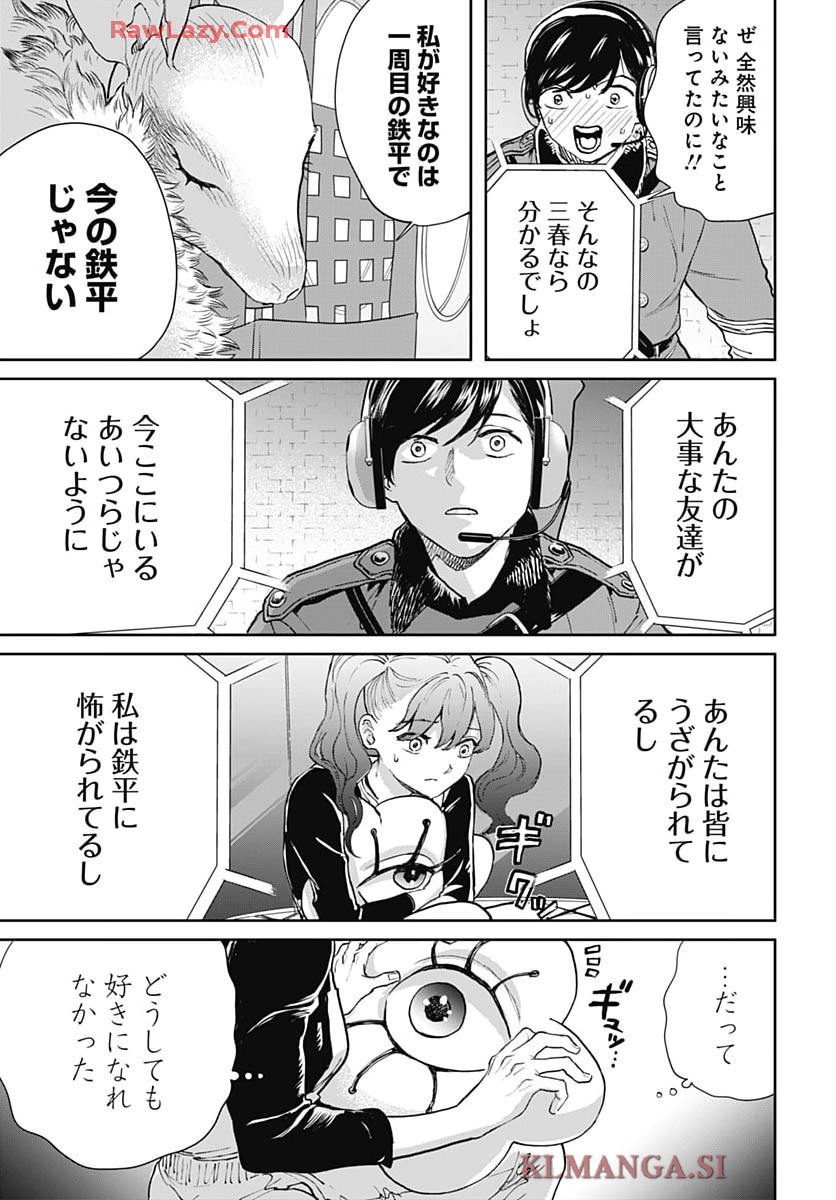 RawLazy.Com
ぜ 全然興味
ないみたいなこと
言ってたのに!!
そんなの
三春なら
分かるでしょ
私が好きなのは
一周目の鉄平で
今の鉄平
じゃない
あんたの
大事な友達が
今ここにいる
あいつらじゃ
ないように
あんたは皆に
うざがられて
るし
ギクッ
私は鉄平に
怖がられてるし
…だって
ギュッ…
どうしても
好きになれ
なかった
KLMANGA.SI